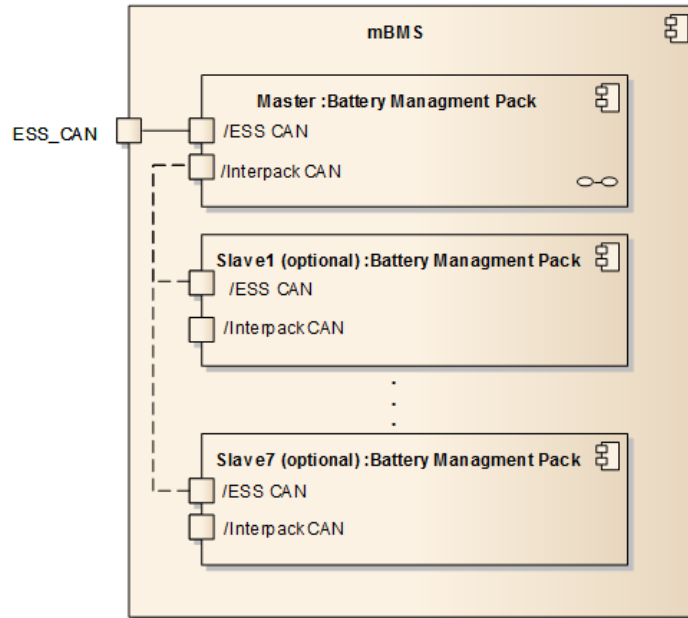 mBMS
Master :Battery Managment Pack
ESS_CAN
/ESS CAN
/Interpack CAN
Slave1 (optional) :Battery Managment Pack
/ESS CAN
/Interpack CAN
Slave7 (optional) :Battery Managment Pack
/ESS CAN
/Interpack CAN